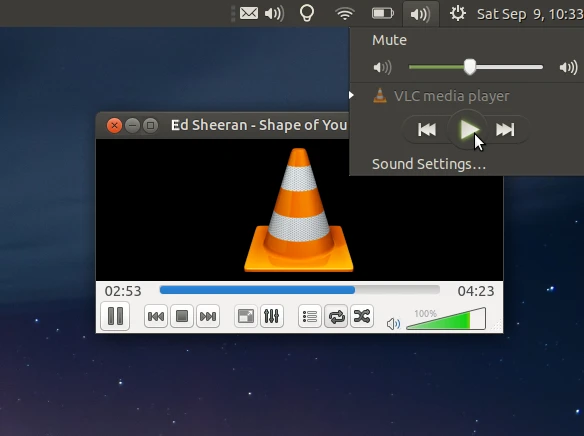 Sat Sep 9, 10:33
Mute
VLC media player
Sound Settings...
Ed Sheeran - Shape of You
02:53
04:23
100%